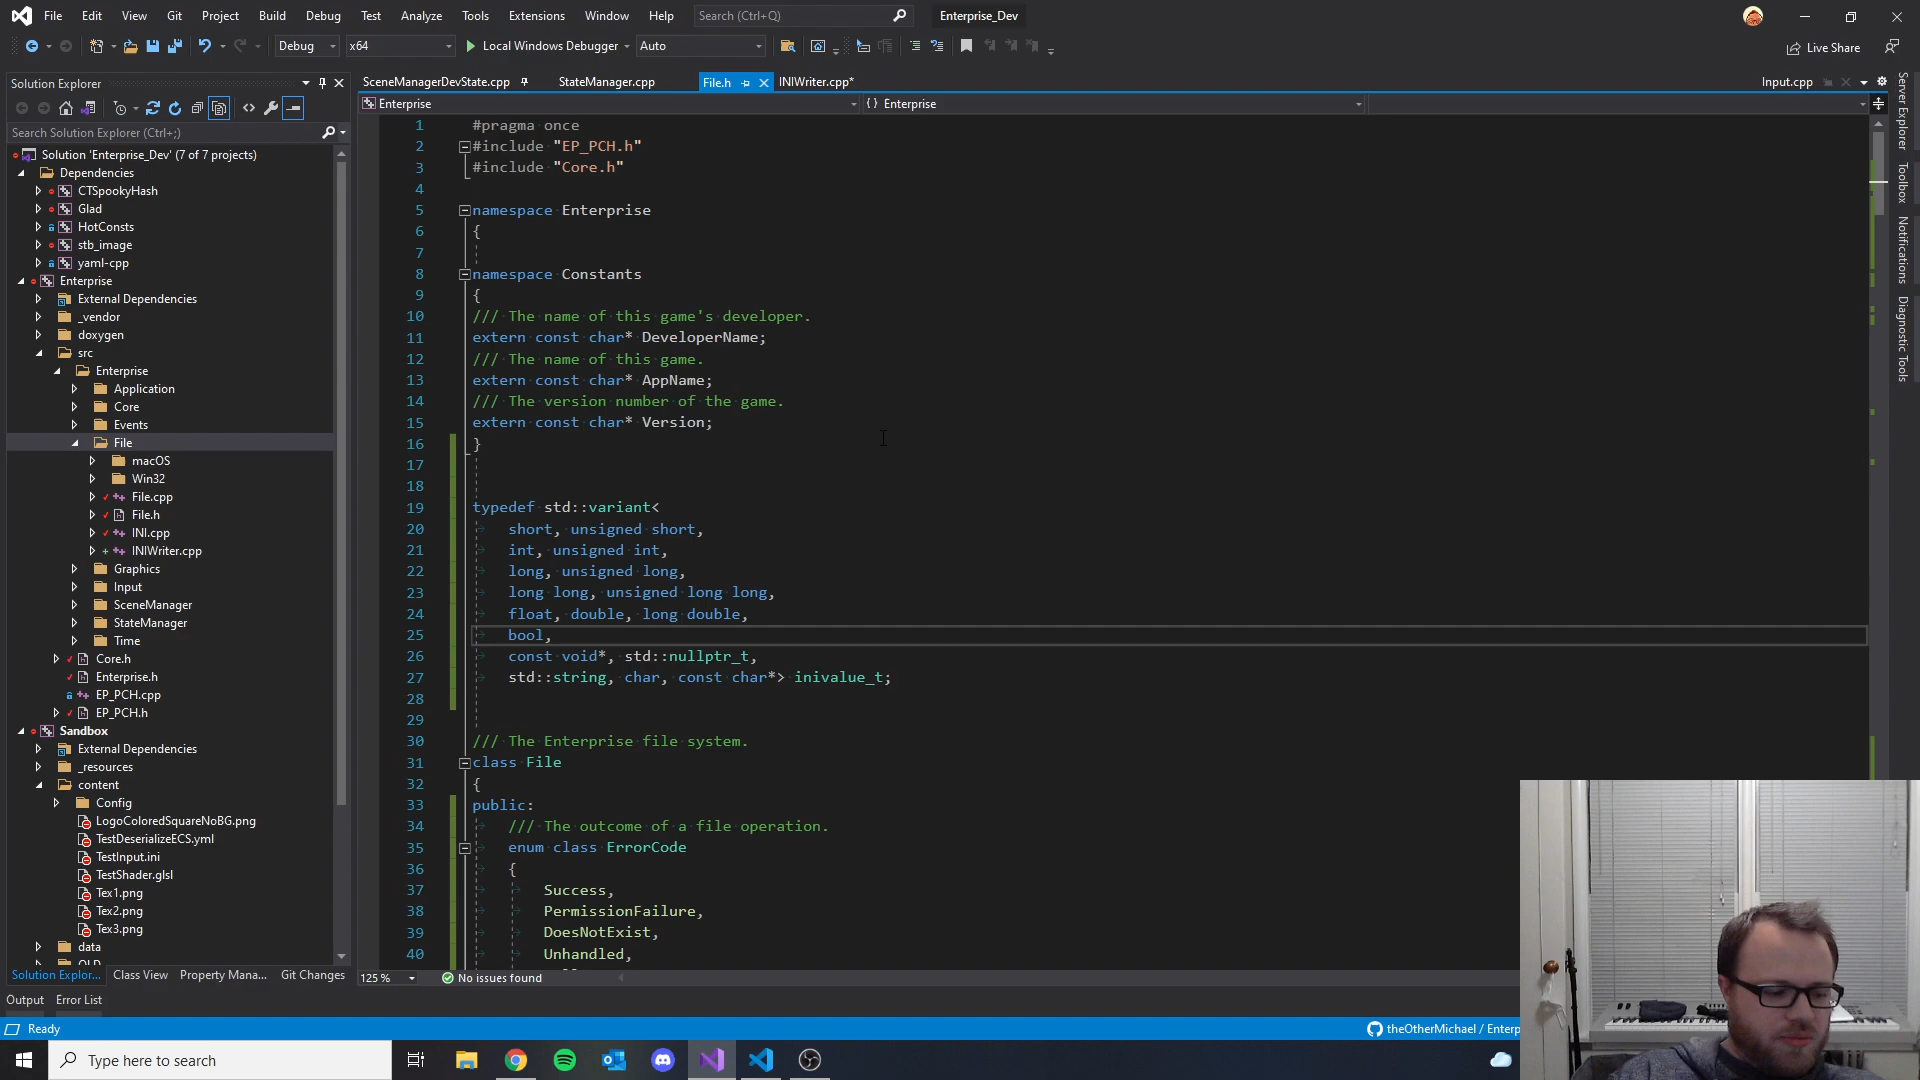 File Edit View Git Project Build Debug Test Analyze Tools Extensions Window Help Search (Ctrl+Q) Enterprise_Dev
Debug x64 Local Windows Debugger Auto Live Share
Solution Explorer
Search Solution Explorer (Ctrl+;)
Solution 'Enterprise_Dev' (7 of 7 projects)
Dependencies
CTSpookyHash
Glad
HotConsts
stb_image
yaml-cpp
Enterprise
External Dependencies
_vendor
doxygen
src
Enterprise
Application
Core
Events
File
macOS
Win32
File.cpp
File.h
INI.cpp
INIWriter.cpp
Graphics
Input
SceneManager
StateManager
Time
Core.h
Enterprise.h
EP_PCH.cpp
EP_PCH.h
Sandbox
External Dependencies
_resources
content
Config
LogoColoredSquareNoBG.png
TestDeserializeECS.yml
TestInput.ini
TestShader.glsl
Tex1.png
Tex2.png
Tex3.png
data
OLD
Solution Explor... Class View Property Mana... Git Changes
SceneManagerDevState.cpp StateManager.cpp File.h INIWriter.cpp* Input.cpp
Enterprise {} Enterprise
1 #pragma once
2 #include "EP_PCH.h"
3 #include "Core.h"
4
5 namespace Enterprise
6 {
7
8 namespace Constants
9 {
10 /// The name of this game's developer.
11 extern const char* DeveloperName;
12 /// The name of this game.
13 extern const char* AppName;
14 /// The version number of the game.
15 extern const char* Version;
16 }
17
18
19 typedef std::variant<
20 short, unsigned short,
21 int, unsigned int,
22 long, unsigned long,
23 long long, unsigned long long,
24 float, double, long double,
25 bool,
26 const void*, std::nullptr_t,
27 std::string, char, const char*> inivalue_t;
28
29
30 /// The Enterprise file system.
31 class File
32 {
33 public:
34 /// The outcome of a file operation.
35 enum class ErrorCode
36 {
37 Success,
38 PermissionFailure,
39 DoesNotExist,
40 Unhandled,
125 % No issues found
Server Explorer
Toolbox
Notifications
Diagnostic Tools
Output Error List
Ready theOtherMichael / Enterp
Type here to search